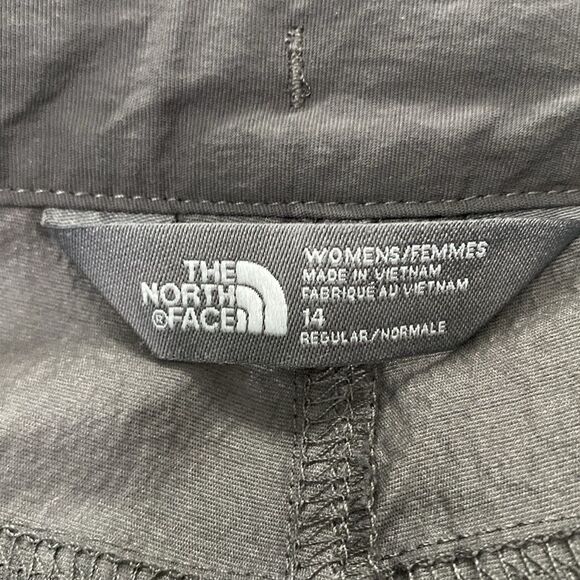 THE
NORTH
®FACE
WOMENS/FEMMES
MADE IN VIETNAM
FABRIQUE AU VIETNAM
14
REGULAR/NORMALE